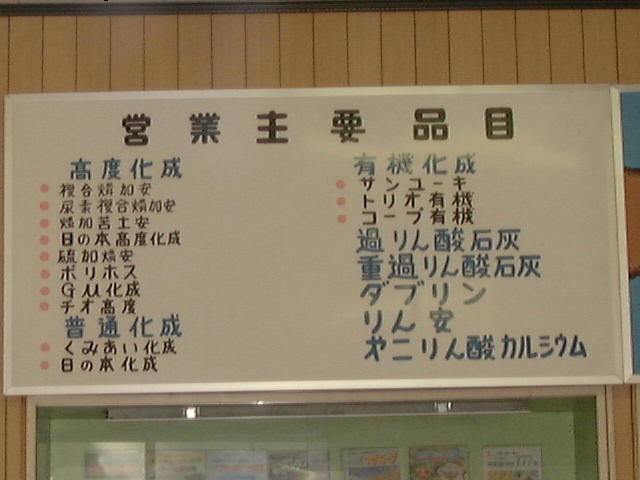 営業主要品目
高度化成
複合燐加安
尿素複合燐加安
燐加苦土安
日の本高度化成
硫加燐安
ポリホス
GM化成
チオ高度
普通化成
くみあい化成
日の本化成
有機化成
サンユーキ
トリオ有機
コープ有機
過りん酸石灰
重過りん酸石灰
ダブリン
りん安
オ二りん酸カルシウム